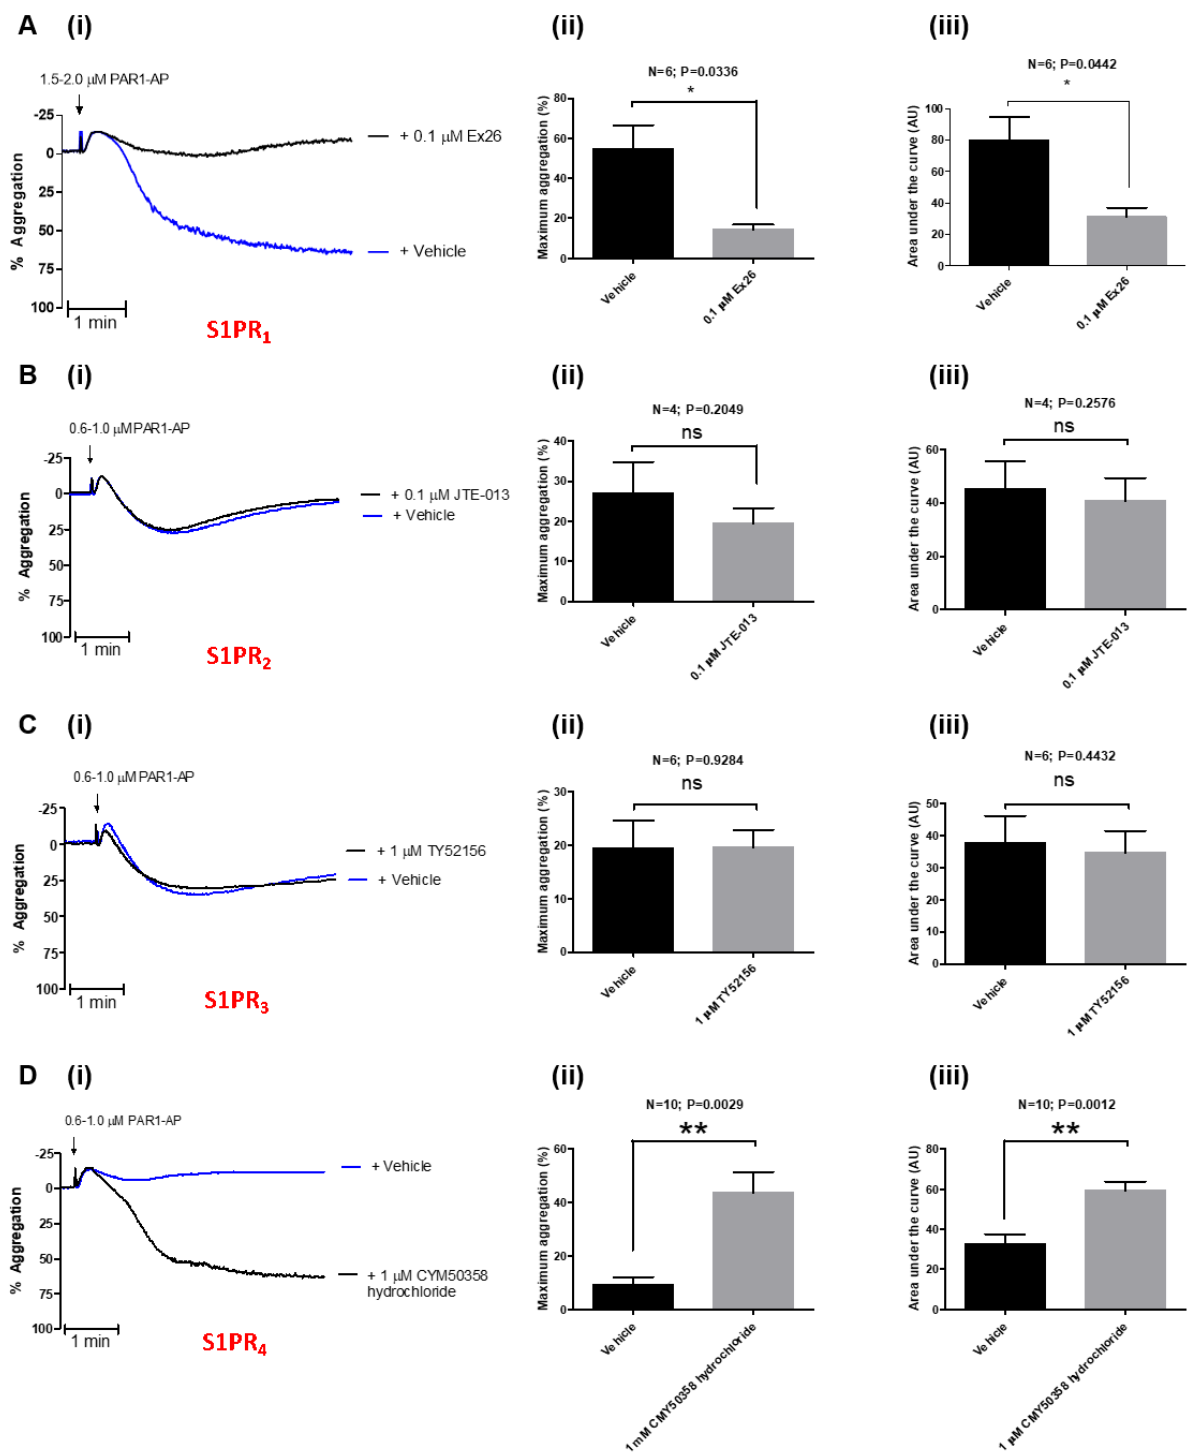 A (i) (ii) (iii)
1.5-2.0 μM PAR1-AP
-25
0
25
50
75
100
% Aggregation
+ 0.1 μM Ex26
+ Vehicle
1 min
S1PR1
N=6; P=0.0336
*
80
60
40
20
0
Maximum aggregation (%)
Vehicle
0.1 μM Ex26
N=6; P=0.0442
*
100
80
60
40
20
0
Area under the curve (AU)
Vehicle
0.1 μM Ex26
B (i) (ii) (iii)
0.6-1.0 μM PAR1-AP
-25
0
25
50
75
100
% Aggregation
+ 0.1 μM JTE-013
+ Vehicle
1 min
S1PR2
N=4; P=0.2049
ns
40
30
20
10
0
Maximum aggregation (%)
Vehicle
0.1 μM JTE-013
N=4; P=0.2576
ns
60
40
20
0
Area under the curve (AU)
Vehicle
0.1 μM JTE-013
C (i) (ii) (iii)
0.6-1.0 μM PAR1-AP
-25
0
25
50
75
100
% Aggregation
+ 1 μM TY52156
+ Vehicle
1 min
S1PR3
N=6; P=0.9284
ns
30
20
10
0
Maximum aggregation (%)
Vehicle
1 μM TY52156
N=6; P=0.4432
ns
50
40
30
20
10
0
Area under the curve (AU)
Vehicle
1 μM TY52156
D (i) (ii) (iii)
0.6-1.0 μM PAR1-AP
-25
0
25
50
75
100
% Aggregation
+ Vehicle
+ 1 μM CYM50358
hydrochloride
1 min
S1PR4
N=10; P=0.0029
**
60
40
20
0
Maximum aggregation (%)
Vehicle
1 mM CMY50358 hydrochloride
N=10; P=0.0012
**
80
60
40
20
0
Area under the curve (AU)
Vehicle
1 μM CMY50358 hydrochloride